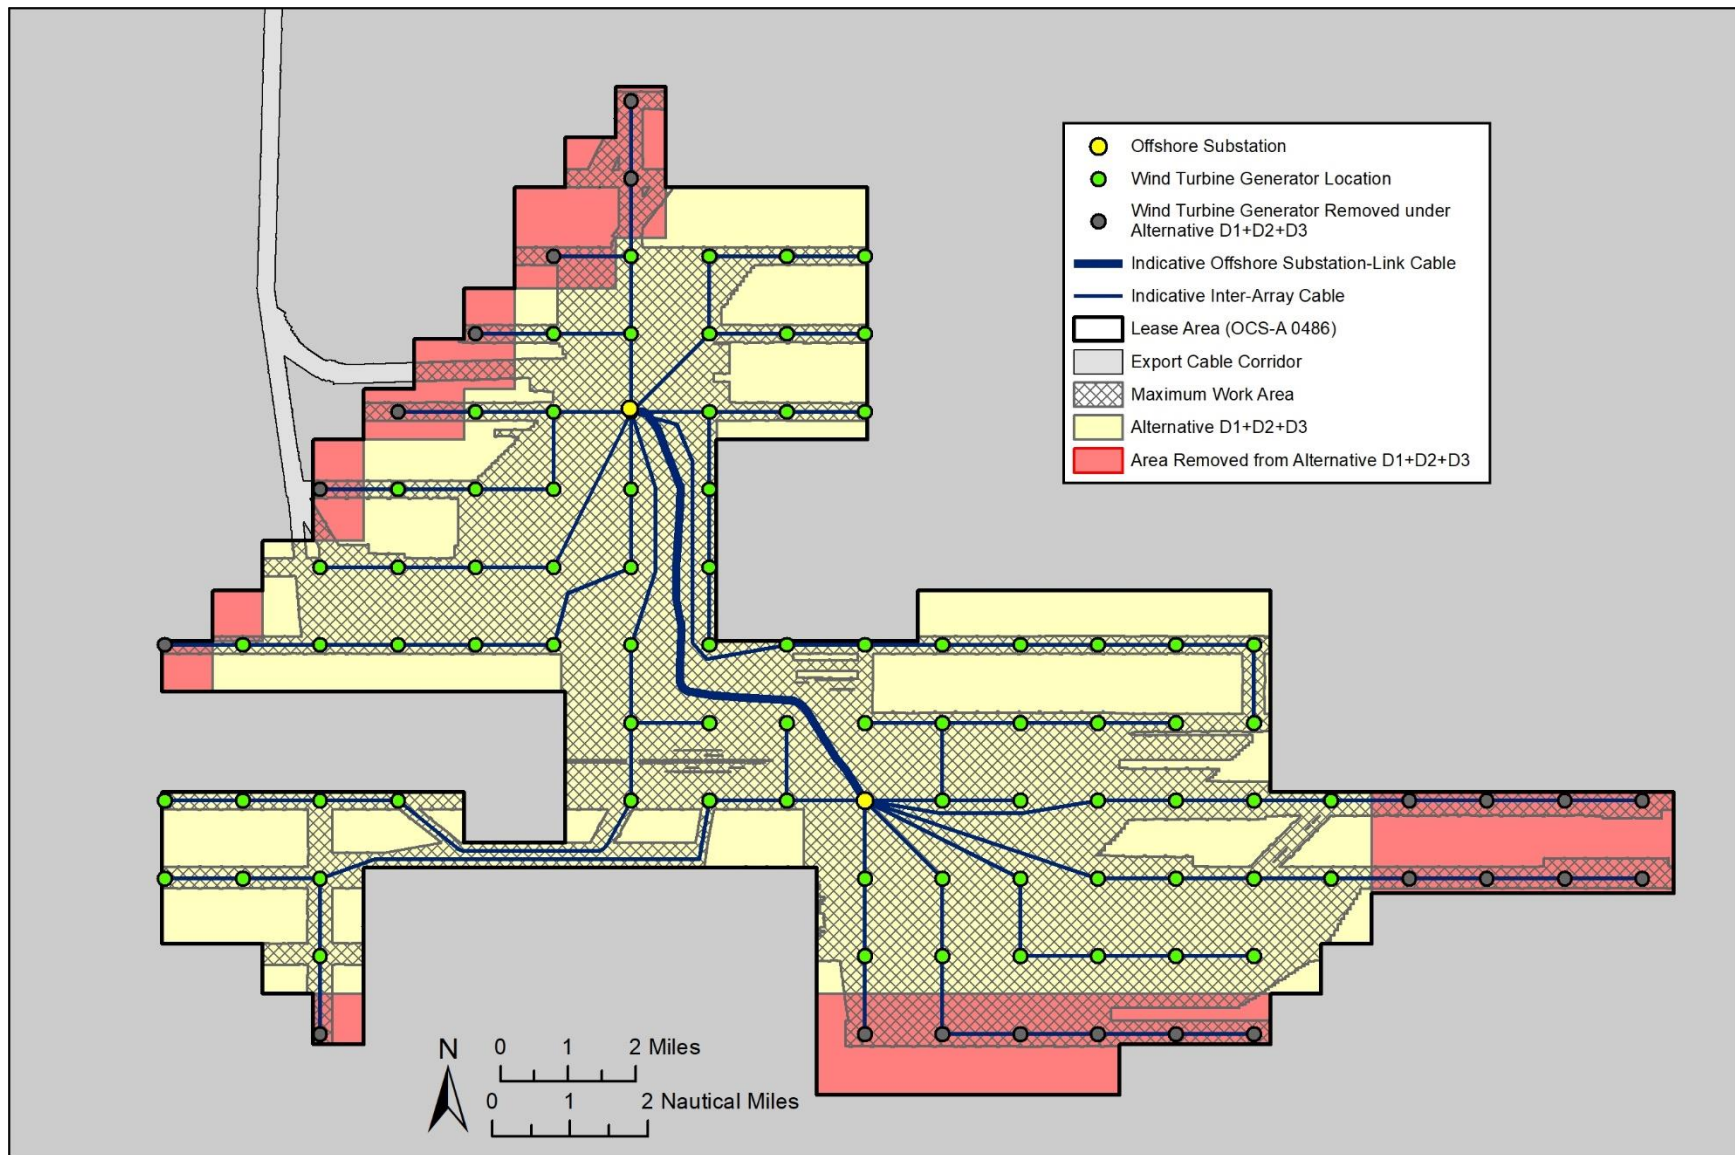 Offshore Substation
Wind Turbine Generator Location
Wind Turbine Generator Removed under
Alternative D1+D2+D3
Indicative Offshore Substation-Link Cable
Indicative Inter-Array Cable
Lease Area (OCS-A 0486)
Export Cable Corridor
Maximum Work Area
Alternative D1+D2+D3
Area Removed from Alternative D1+D2+D3
N
0 1 2 Miles
0 1 2 Nautical Miles